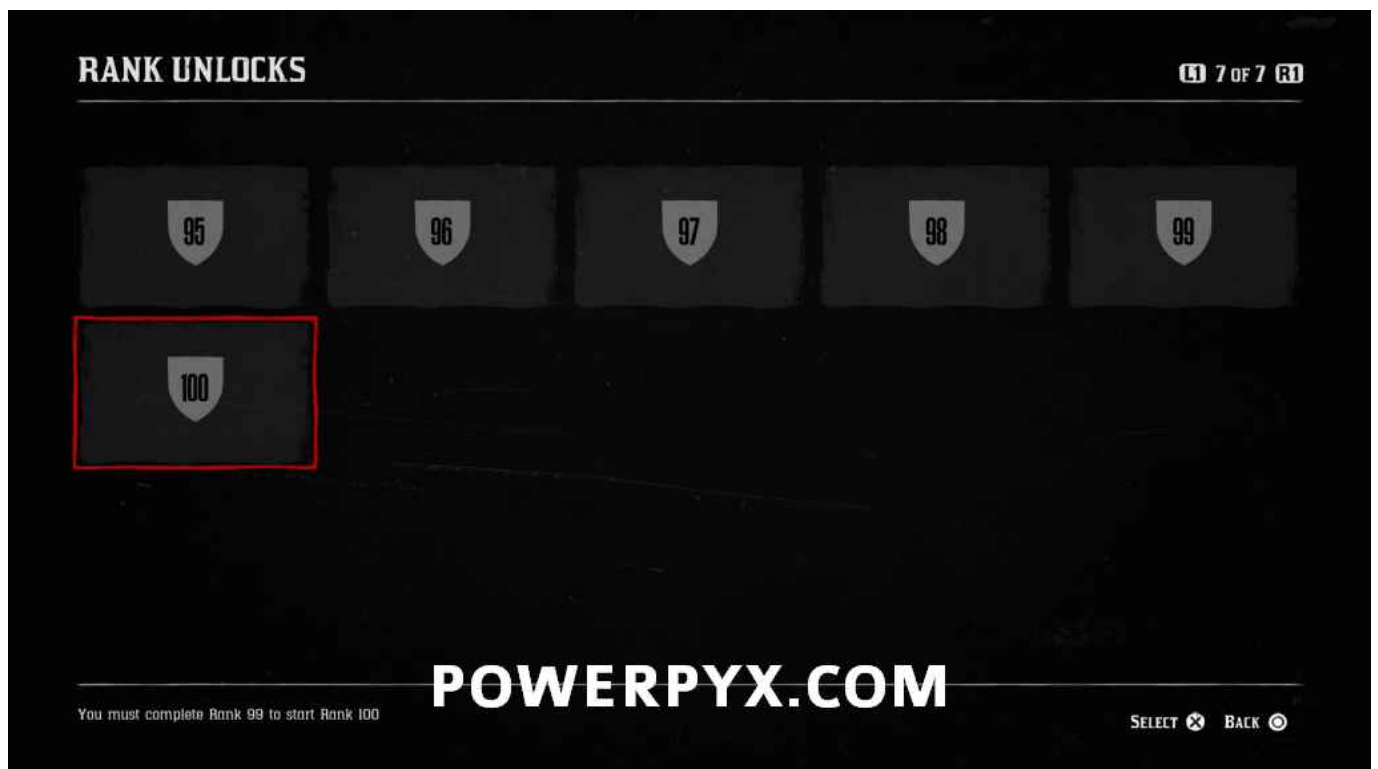 RANK UNLOCKS
L1 7 OF 7 R1
95
96
97
98
99
100
POWERPYX.COM
You must complete Rank 99 to start Rank 100
SELECT BACK